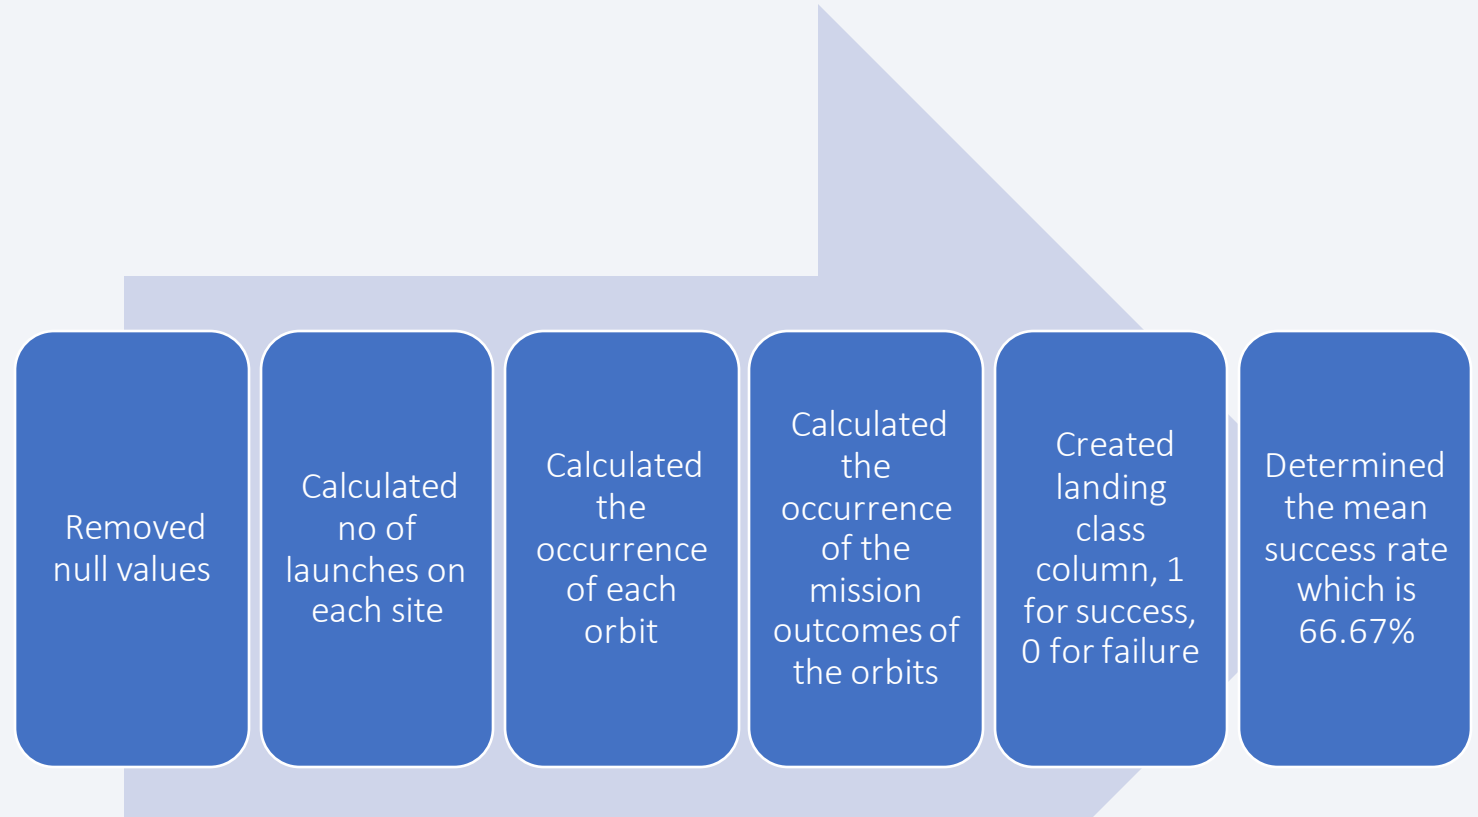 Removed
null values
Calculated
no of
launches on
each site
Calculated
the
occurrence
of each
orbit
Calculated
the
occurrence
of the
mission
outcomes of
the orbits
Created
landing
class
column, 1
for success,
0 for failure
Determined
the mean
success rate
which is
66.67%